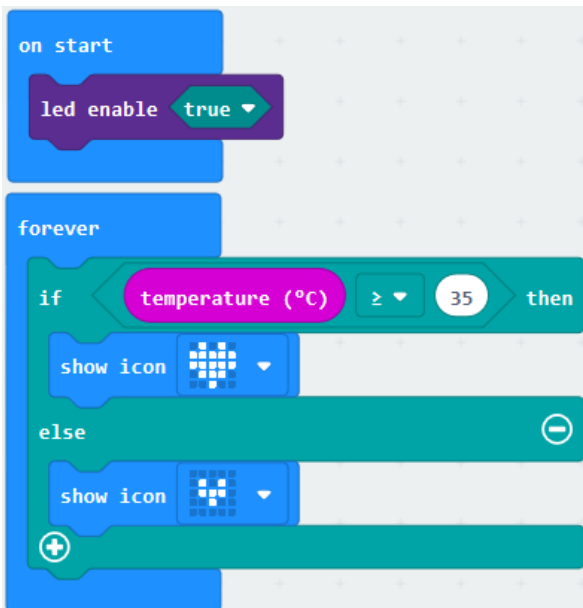 on start
led enable true
forever
if temperature (°C) ≥ 35 then
show icon
else
show icon